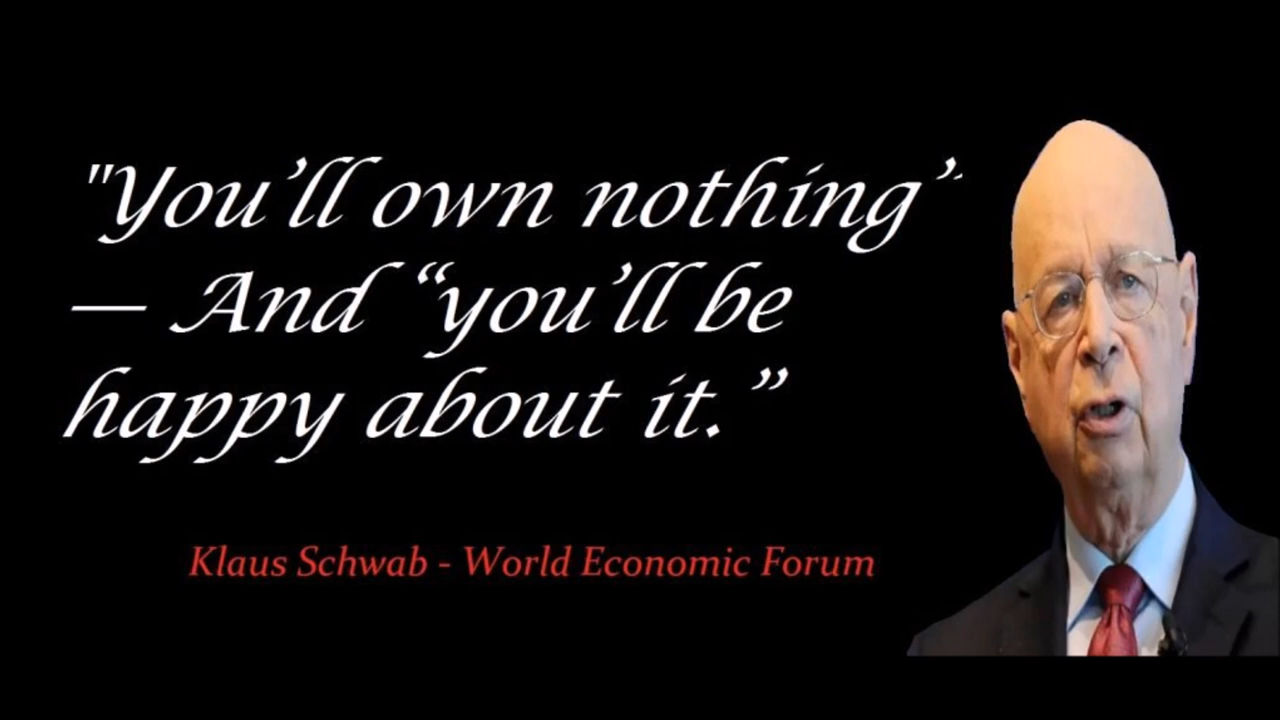 "You’ll own nothing”
— And “you’ll be
happy about it.”
Klaus Schwab - World Economic Forum